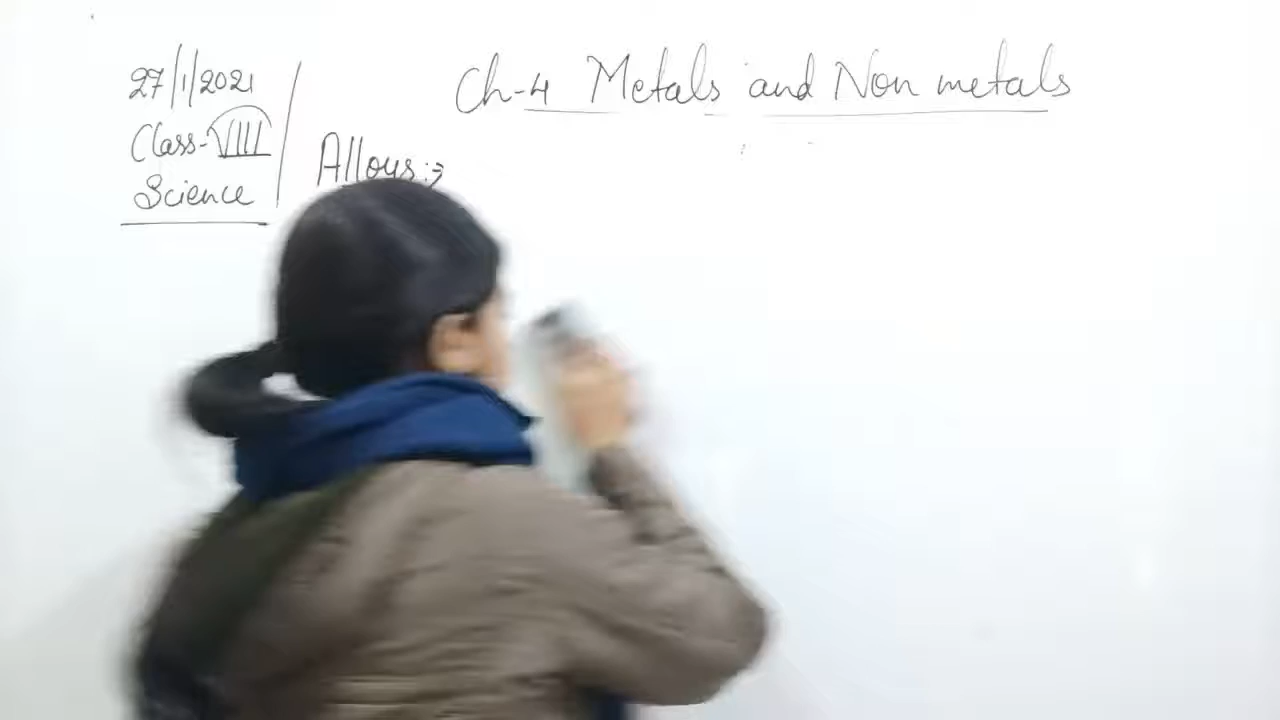 27/1/2021
Class-VIII
Science
Ch-4 Metals and Non metals
Alloys:→